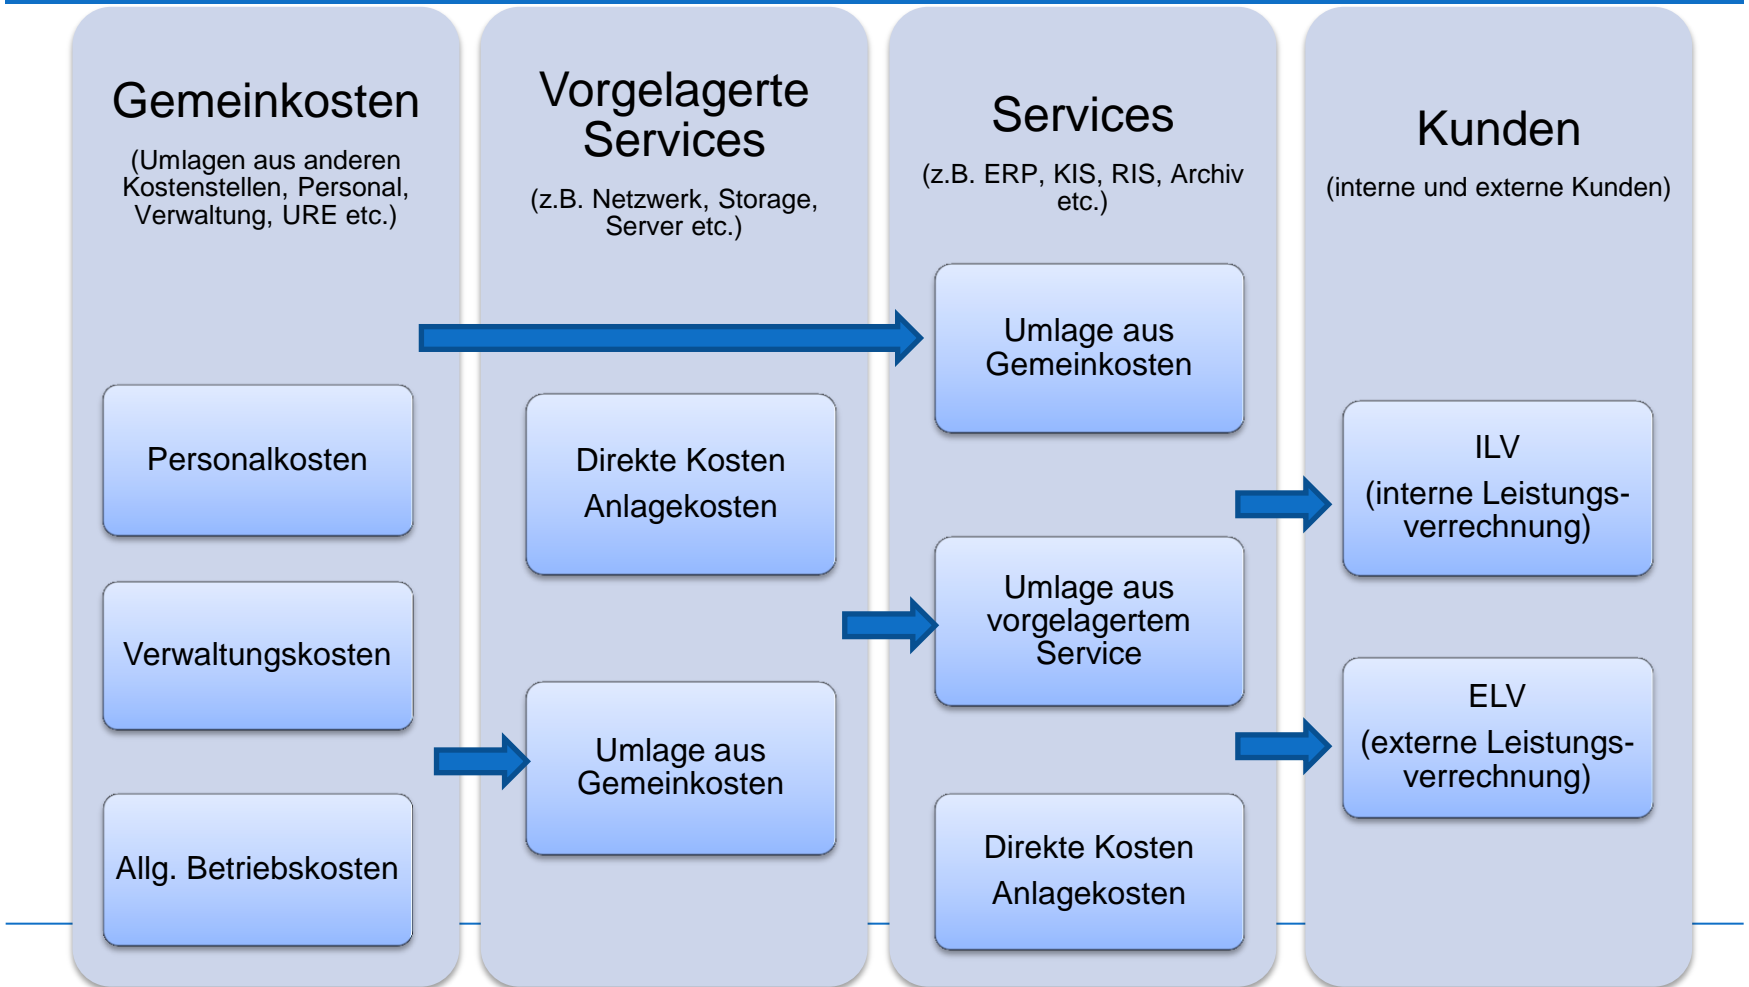 Gemeinkosten
(Umlagen aus anderen
Kostenstellen, Personal,
Verwaltung, URE etc.)
Personalkosten
Verwaltungskosten
Allg. Betriebskosten
Vorgelagerte
Services
(z.B. Netzwerk, Storage,
Server etc.)
Direkte Kosten
Anlagekosten
Umlage aus
Gemeinkosten
Services
(z.B. ERP, KIS, RIS, Archiv
etc.)
Umlage aus
Gemeinkosten
Umlage aus
vorgelagertem
Service
Direkte Kosten
Anlagekosten
Kunden
(interne und externe Kunden)
ILV
(interne Leistungs-
verrechnung)
ELV
(externe Leistungs-
verrechnung)